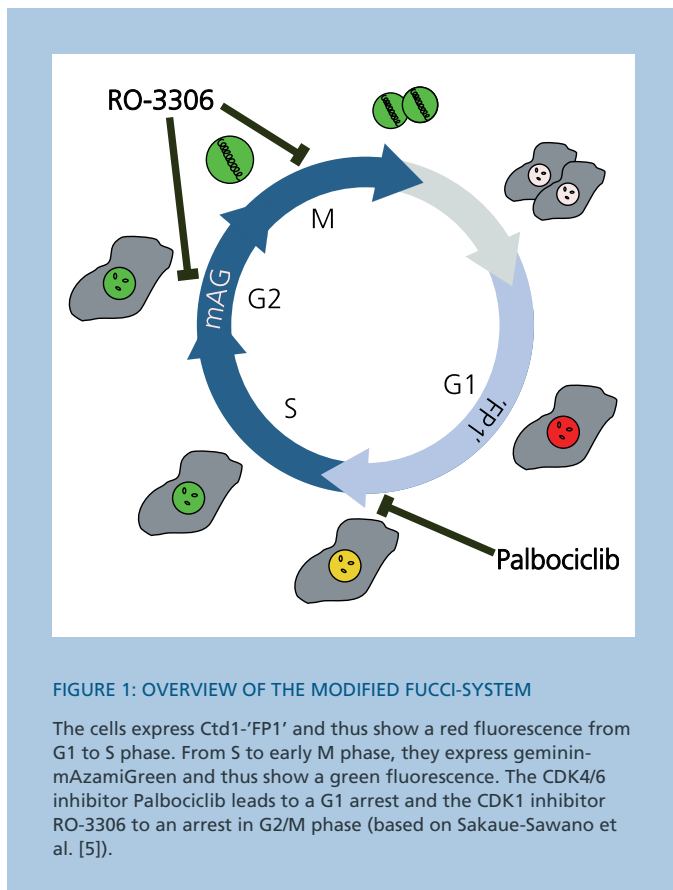 RO-3306
M
mAG
G2
G1
'FP1'
S
Palbociclib
FIGURE 1: OVERVIEW OF THE MODIFIED FUCCI-SYSTEM
The cells express Ctd1-’FP1’ and thus show a red fluorescence from
G1 to S phase. From S to early M phase, they express geminin-
mAzamiGreen and thus show a green fluorescence. The CDK4/6
inhibitor Palbociclib leads to a G1 arrest and the CDK1 inhibitor
RO-3306 to an arrest in G2/M phase (based on Sakaue-Sawano et
al. [5]).